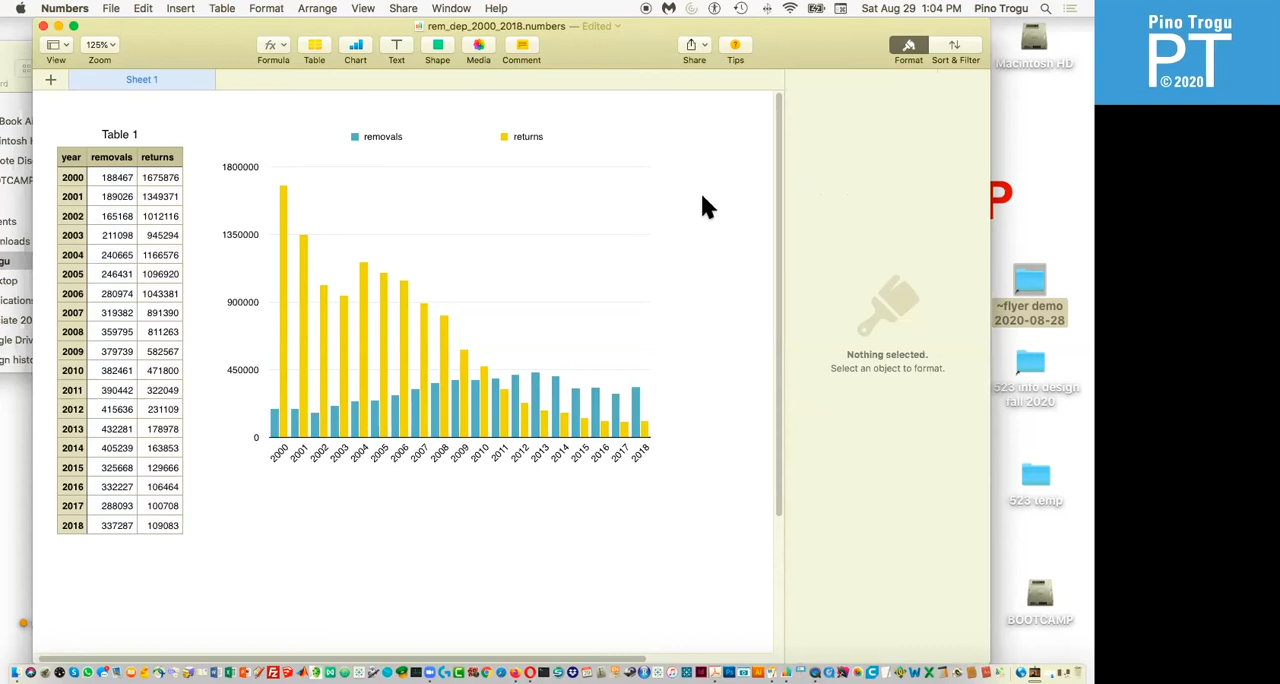 Numbers File Edit Insert Table Format Arrange View Share Window Help Sat Aug 29 1:04 PM Pino Trogu
rem_dep_2000_2018.numbers — Edited
125%
View Zoom Formula Table Chart Text Shape Media Comment Share Tips Format Sort & Filter
Sheet 1
Table 1
year removals returns
2000 188467 1675876
2001 189026 1349371
2002 165168 1012116
2003 211098 945294
2004 240665 1166576
2005 246431 1096920
2006 280974 1043381
2007 319382 891390
2008 359795 811263
2009 379739 582567
2010 382461 471800
2011 390442 322049
2012 415636 231109
2013 432281 178978
2014 405239 163853
2015 325668 129666
2016 332227 106464
2017 288093 100708
2018 337287 109083
removals returns
1800000
1350000
900000
450000
0
2000 2001 2002 2003 2004 2005 2006 2007 2008 2009 2010 2011 2012 2013 2014 2015 2016 2017 2018
Nothing selected.
Select an object to format.
Pino Trogu
PT
© 2020
Macintosh HD
P
~flyer demo
2020-08-28
523 info design
fall 2020
523 temp
BOOTCAMP